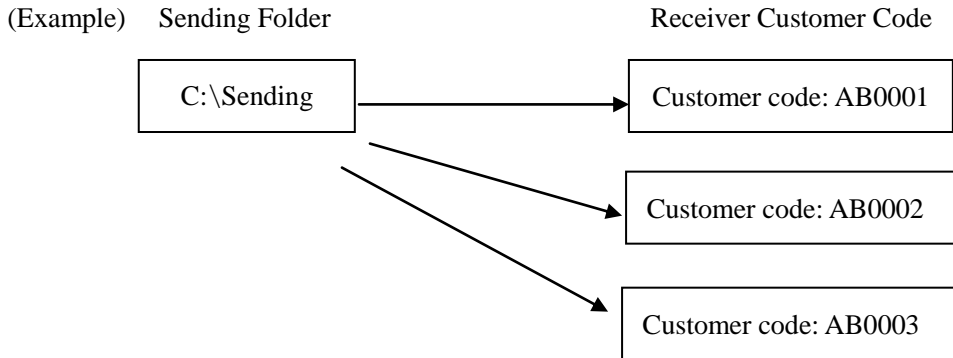 (Example) Sending Folder Receiver Customer Code
C:\Sending Customer code: AB0001
Customer code: AB0002
Customer code: AB0003